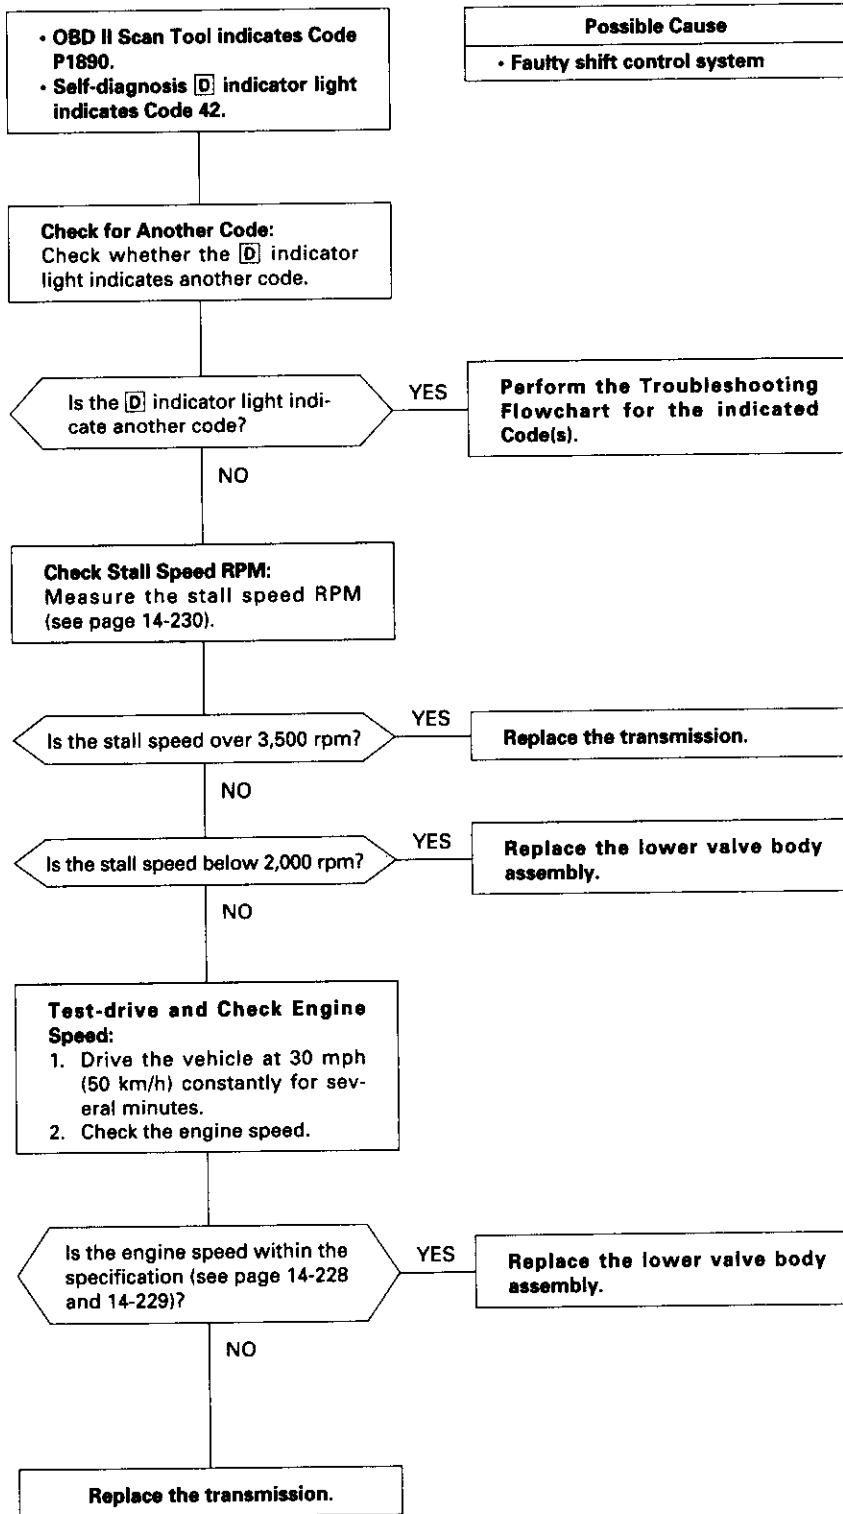 • OBD II Scan Tool indicates Code
P1890.
• Self-diagnosis D indicator light
indicates Code 42.
Possible Cause
• Faulty shift control system
Check for Another Code:
Check whether the D indicator
light indicates another code.
Is the D indicator light indi-
cate another code?
YES
Perform the Troubleshooting
Flowchart for the indicated
Code(s).
NO
Check Stall Speed RPM:
Measure the stall speed RPM
(see page 14-230).
Is the stall speed over 3,500 rpm?
YES
Replace the transmission.
NO
Is the stall speed below 2,000 rpm?
YES
Replace the lower valve body
assembly.
NO
Test-drive and Check Engine
Speed:
1. Drive the vehicle at 30 mph
(50 km/h) constantly for sev-
eral minutes.
2. Check the engine speed.
Is the engine speed within the
specification (see page 14-228
and 14-229)?
YES
Replace the lower valve body
assembly.
NO
Replace the transmission.